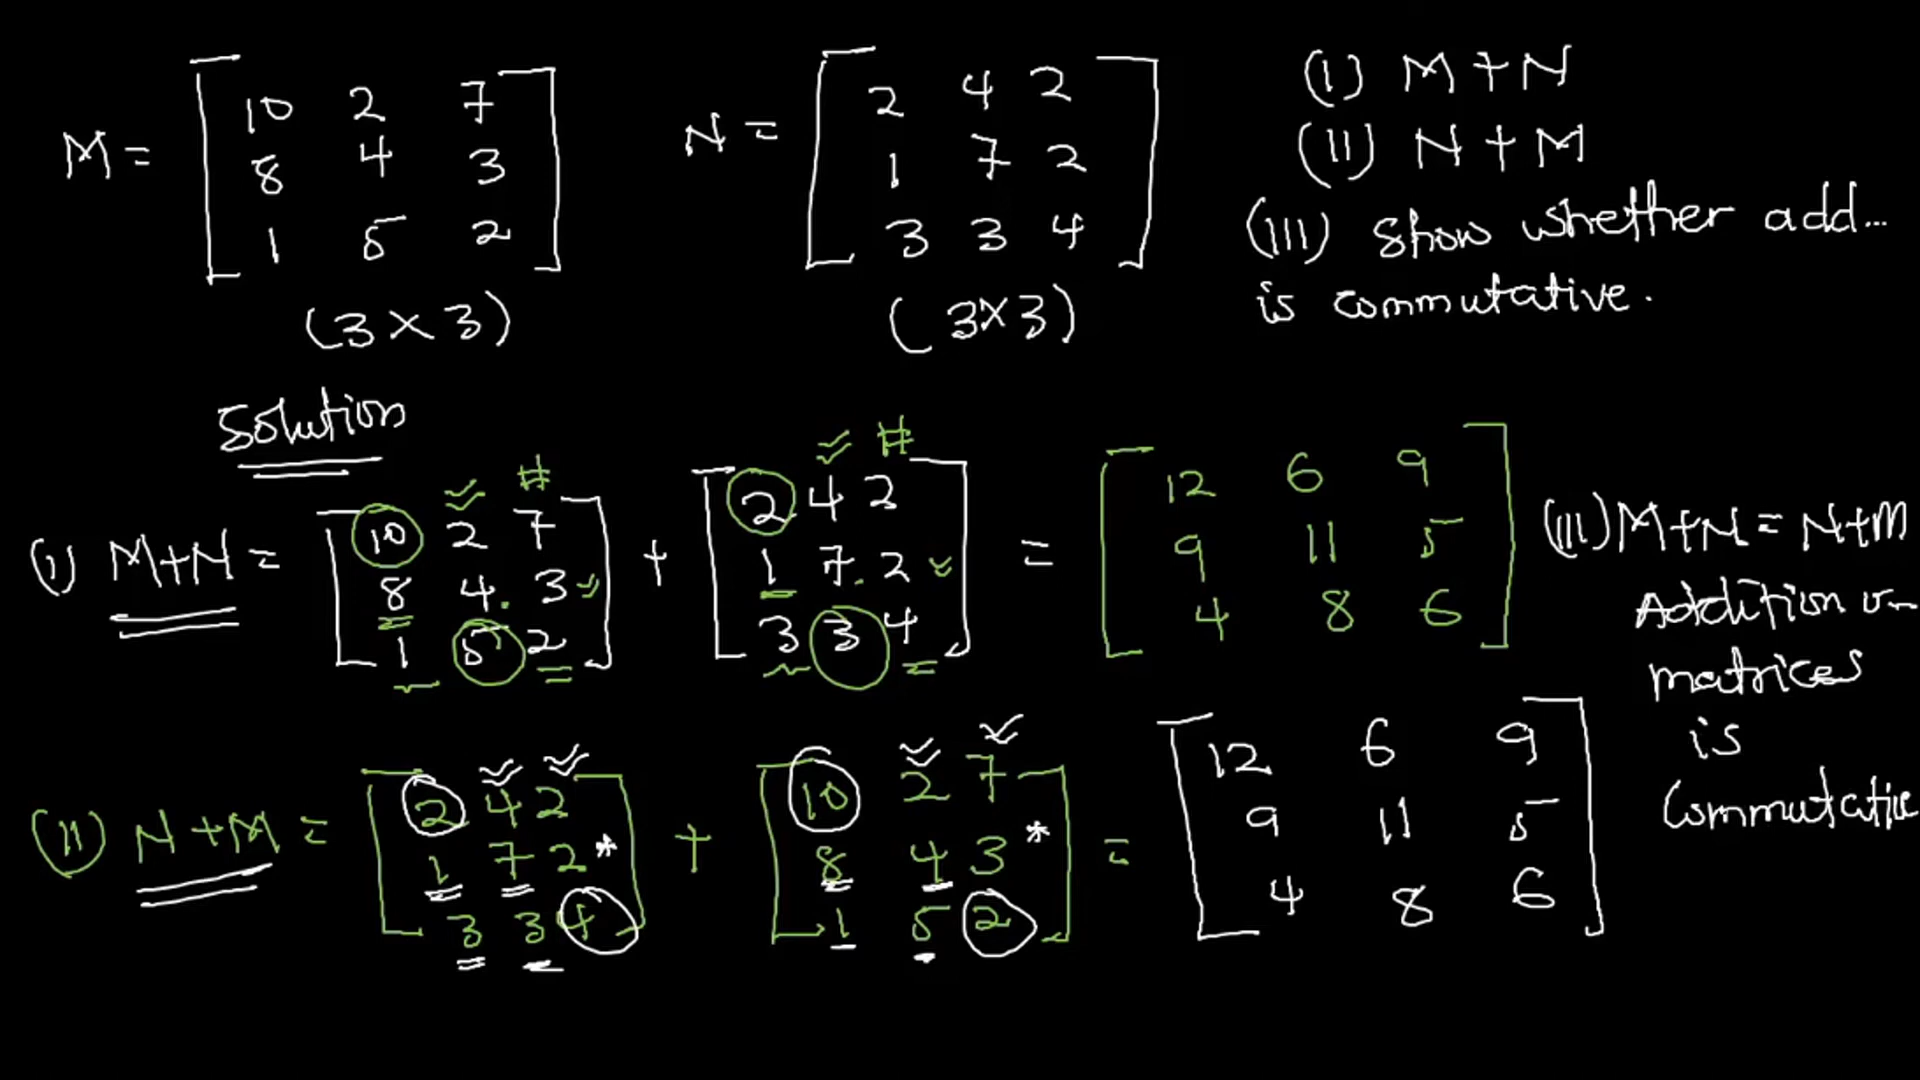 M = [10 2 7
8 4 3
1 5 2]
(3×3)
N = [2 4 2
1 7 2
3 3 4]
(3×3)
(I) M+N
(II) N+M
(III) show whether add...
is commutative.
Solution
(I) M+N = [10 2 7
8 4 3
1 5 2] + [2 4 2
1 7 2
3 3 4] = [12 6 9
9 11 5
4 8 6]
(II) N+M = [2 4 2
1 7 2 *
3 3 4] + [10 2 7
8 4 3 *
1 5 2] = [12 6 9
9 11 5
4 8 6]
(III) M+N = N+M
Addition
matrices
is
commutative